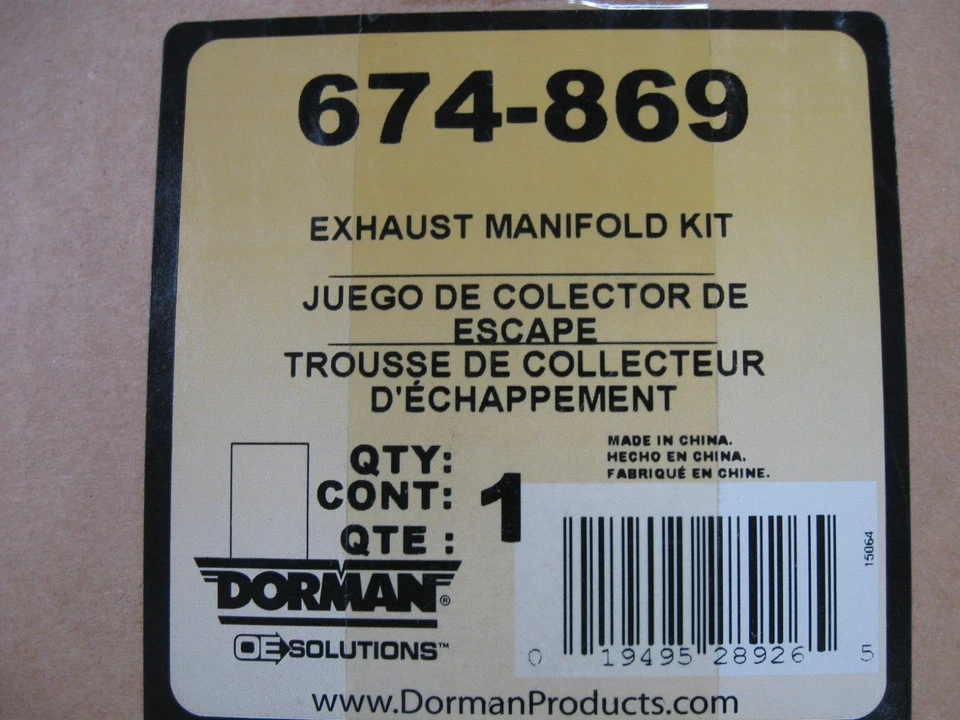 674-869
EXHAUST MANIFOLD KIT
JUEGO DE COLECTOR DE
ESCAPE
TROUSSE DE COLLECTEUR
D'ÉCHAPPEMENT
MADE IN CHINA.
HECHO EN CHINA.
FABRIQUÉ EN CHINE.
QTY:
CONT: 1
QTE :
DORMAN®
OE SOLUTIONS™
15064
0 19495 28926 5
www.DormanProducts.com